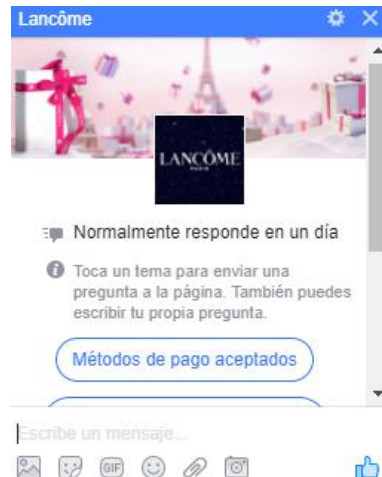 Lancôme
LANCÔME
PARIS
Normalmente responde en un día
Toca un tema para enviar una
pregunta a la página. También puedes
escribir tu propia pregunta.
Métodos de pago aceptados
Escribe un mensaje...
GIF